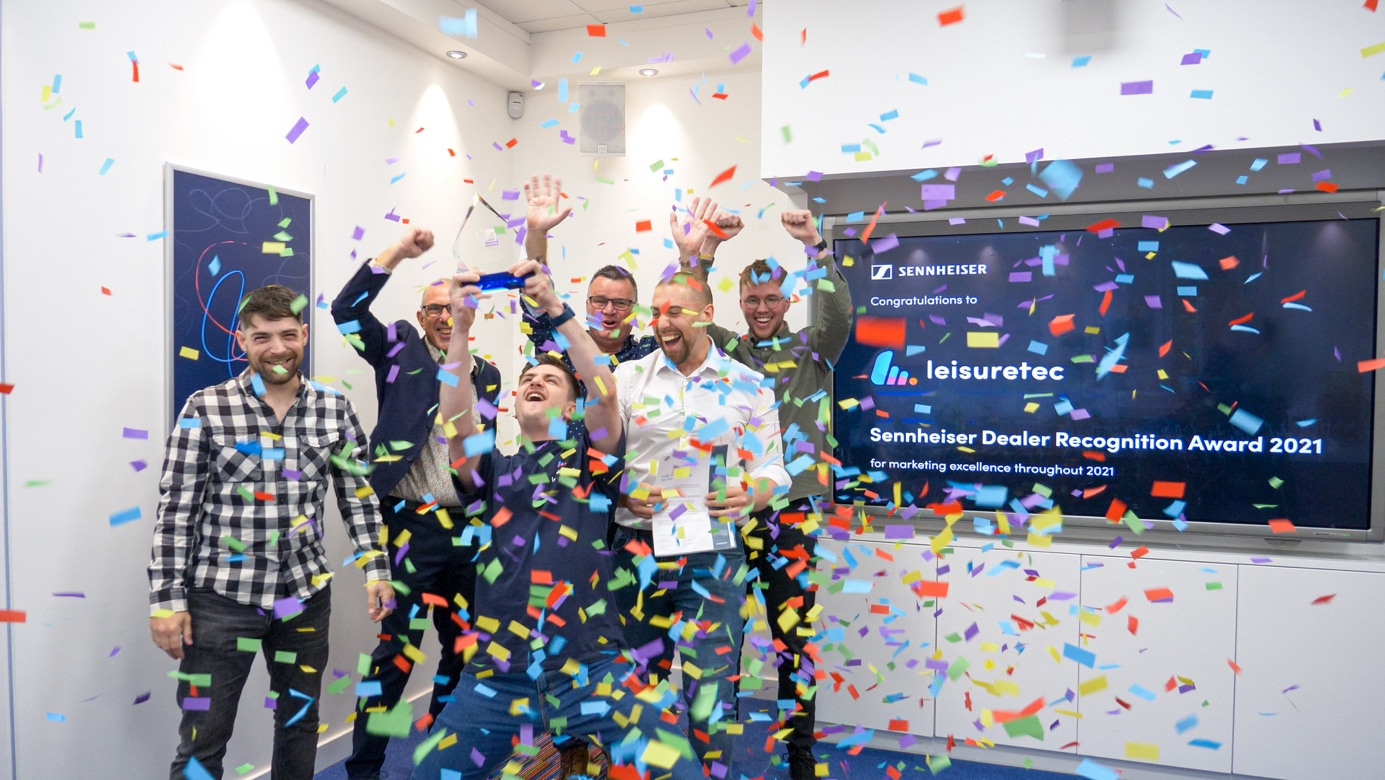 SENNHEISER
Congratulations to
leisuretec
Sennheiser Dealer Recognition Award 2021
for marketing excellence throughout 2021